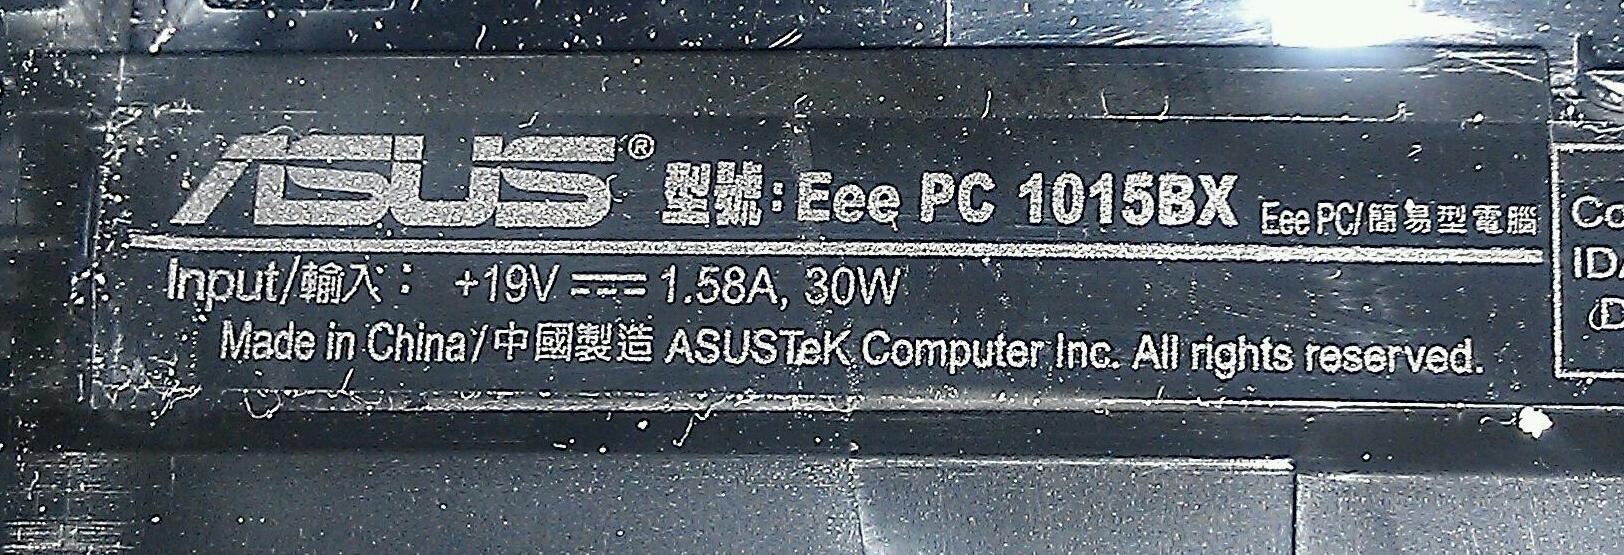 ASUS® 型號：Eee PC 1015BX Eee PC/簡易型電腦
Input/輸入： +19V ⎓ 1.58A, 30W
Made in China/中國製造 ASUSTeK Computer Inc. All rights reserved.